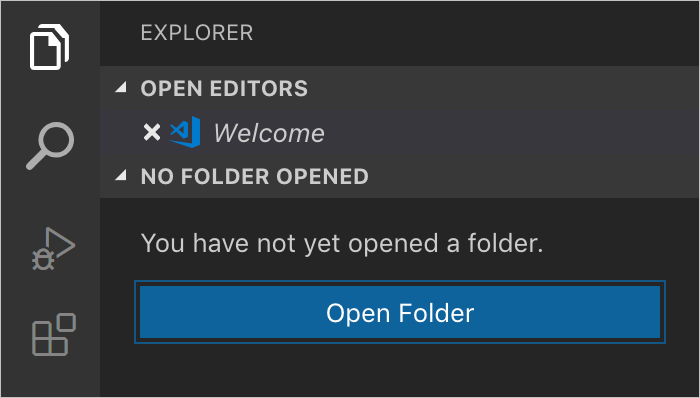 EXPLORER
OPEN EDITORS
Welcome
NO FOLDER OPENED
You have not yet opened a folder.
Open Folder